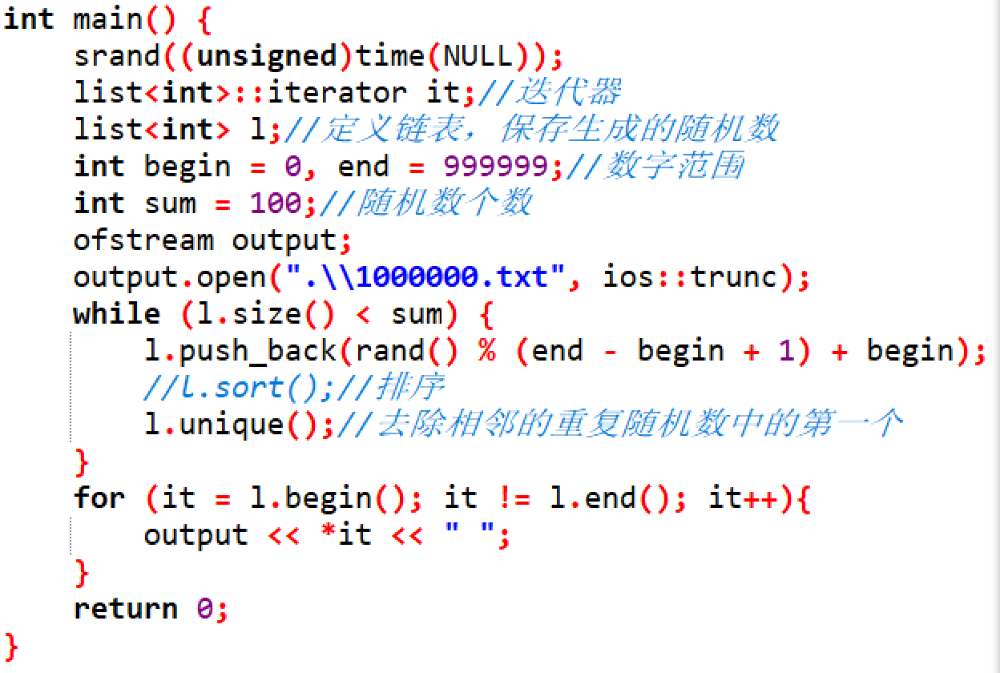 int main() {
    srand((unsigned)time(NULL));
    list<int>::iterator it;//迭代器
    list<int> l;//定义链表，保存生成的随机数
    int begin = 0, end = 999999;//数字范围
    int sum = 100;//随机数个数
    ofstream output;
    output.open(".\\1000000.txt", ios::trunc);
    while (l.size() < sum) {
        l.push_back(rand() % (end - begin + 1) + begin);
        //l.sort();//排序
        l.unique();//去除相邻的重复随机数中的第一个
    }
    for (it = l.begin(); it != l.end(); it++){
        output << *it << " ";
    }
    return 0;
}